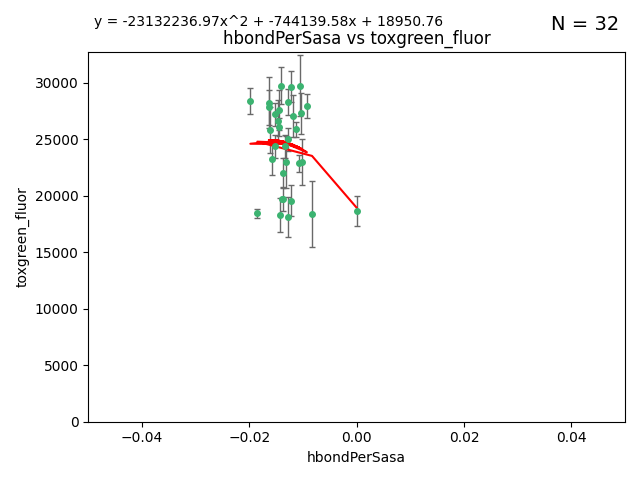 y = -23132236.97x^2 + -744139.58x + 18950.76
N = 32
hbondPerSasa vs toxgreen_fluor
toxgreen_fluor
30000
25000
20000
15000
10000
5000
0
−0.04
−0.02
0.00
0.02
0.04
hbondPerSasa